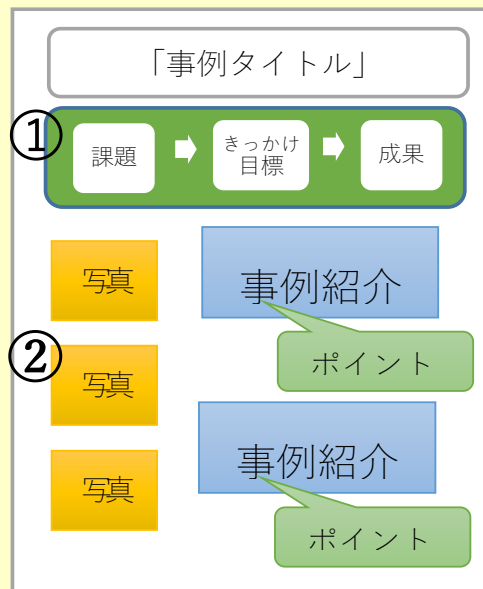 「事例タイトル」
①
課題
きっかけ
目標
成果
写真
事例紹介
ポイント
②
写真
事例紹介
写真
ポイント